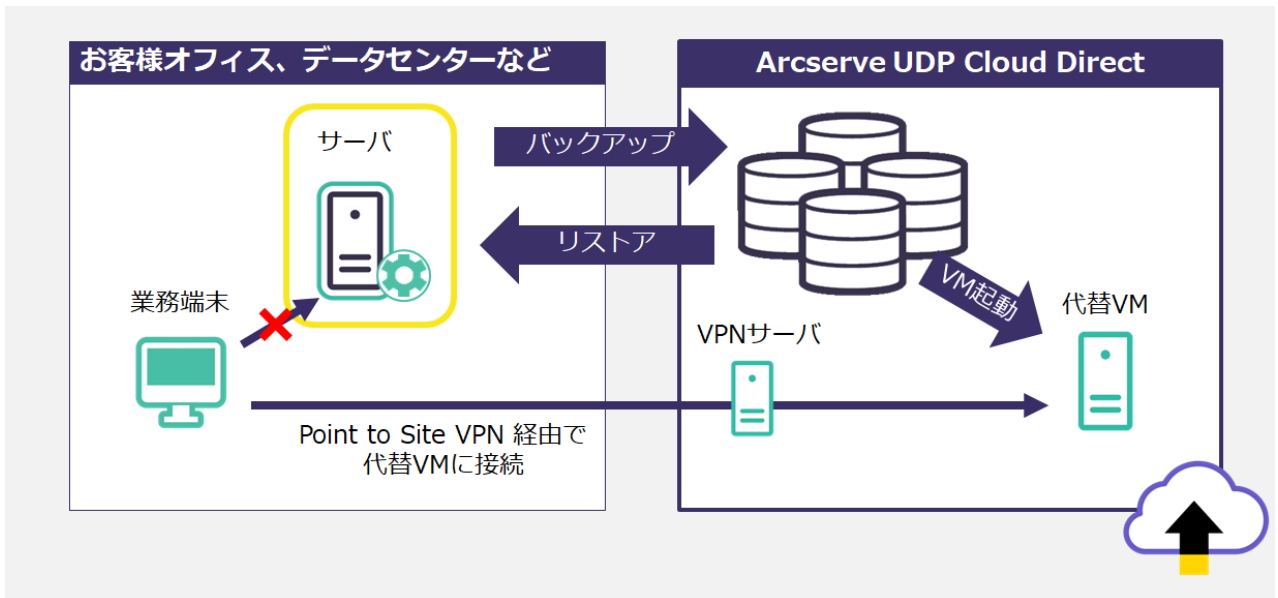 お客様オフィス、データセンターなど
Arcserve UDP Cloud Direct
サーバ
バックアップ
リストア
業務端末
VM起動
代替VM
VPNサーバ
Point to Site VPN 経由で
代替VMに接続